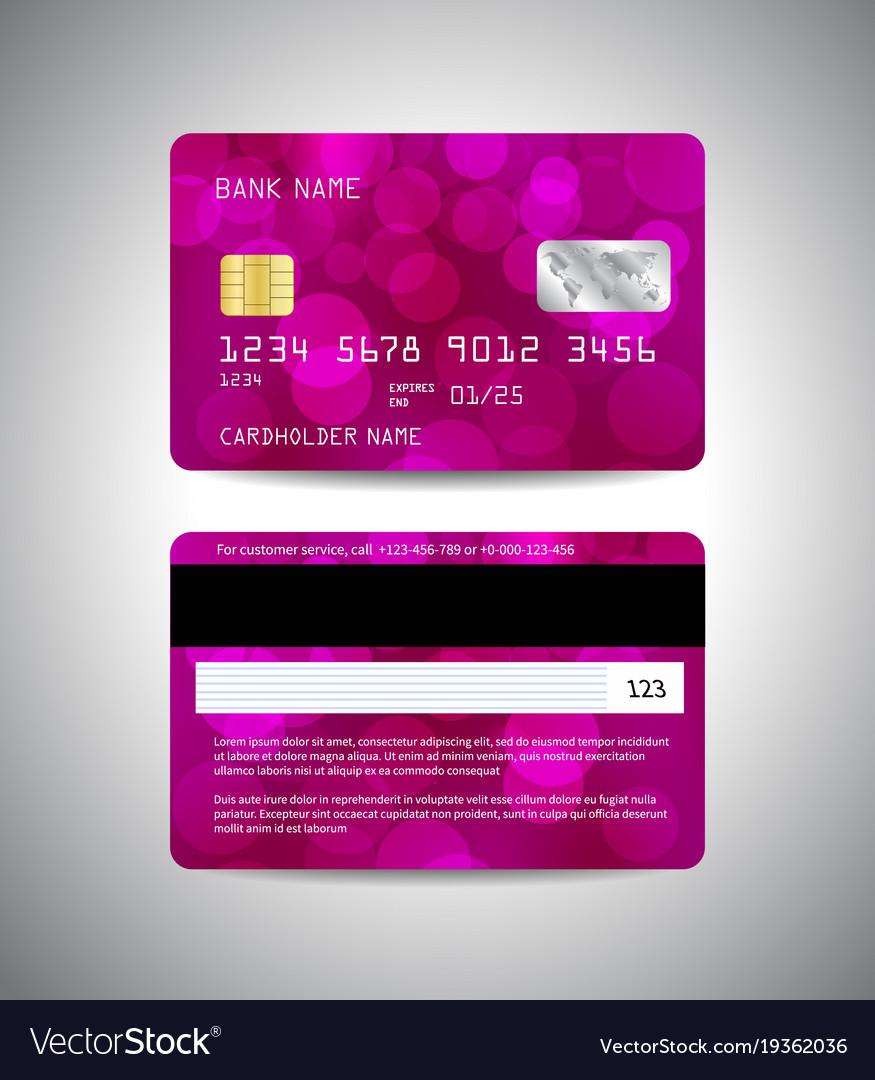 BANK NAME
1234 5678 9012 3456
1234
EXPIRES
END
01/25
CARDHOLDER NAME
For customer service, call +123-456-789 or +0-000-123-456
123
Lorem ipsum dolor sit amet, consectetur adipiscing elit, sed do eiusmod tempor incididunt
ut labore et dolore magna aliqua. Ut enim ad minim veniam, quis nostrud exercitation
ullamco laboris nisi ut aliquip ex ea commodo consequat
Duis aute irure dolor in reprehenderit in voluptate velit esse cillum dolore eu fugiat nulla
pariatur. Excepteur sint occaecat cupidatat non proident, sunt in culpa qui officia deserunt
mollit anim id est laborum
VectorStock®
VectorStock.com/19362036